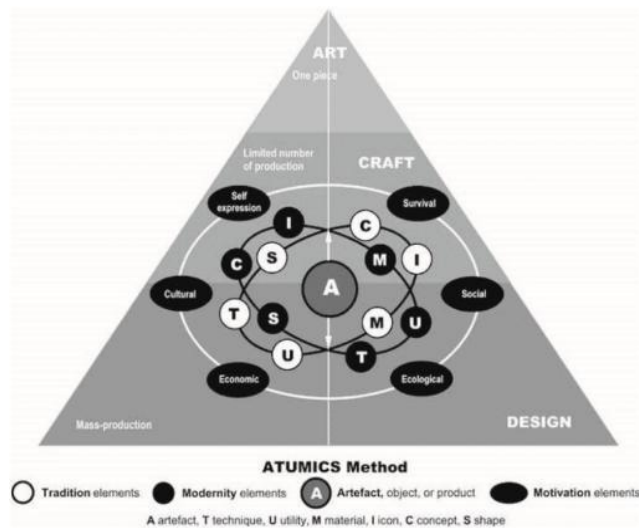 ART
One piece
Limited number
of production
CRAFT
Self
expression
Survival
I
C
C
S
M
I
Cultural
A
Social
T
S
M
U
U
T
Economic
Ecological
Mass-production
DESIGN
ATUMICS Method
Tradition elements
Modernity elements
A
Artefact, object, or product
Motivation elements
A artefact, T technique, U utility, M material, I icon, C concept, S shape